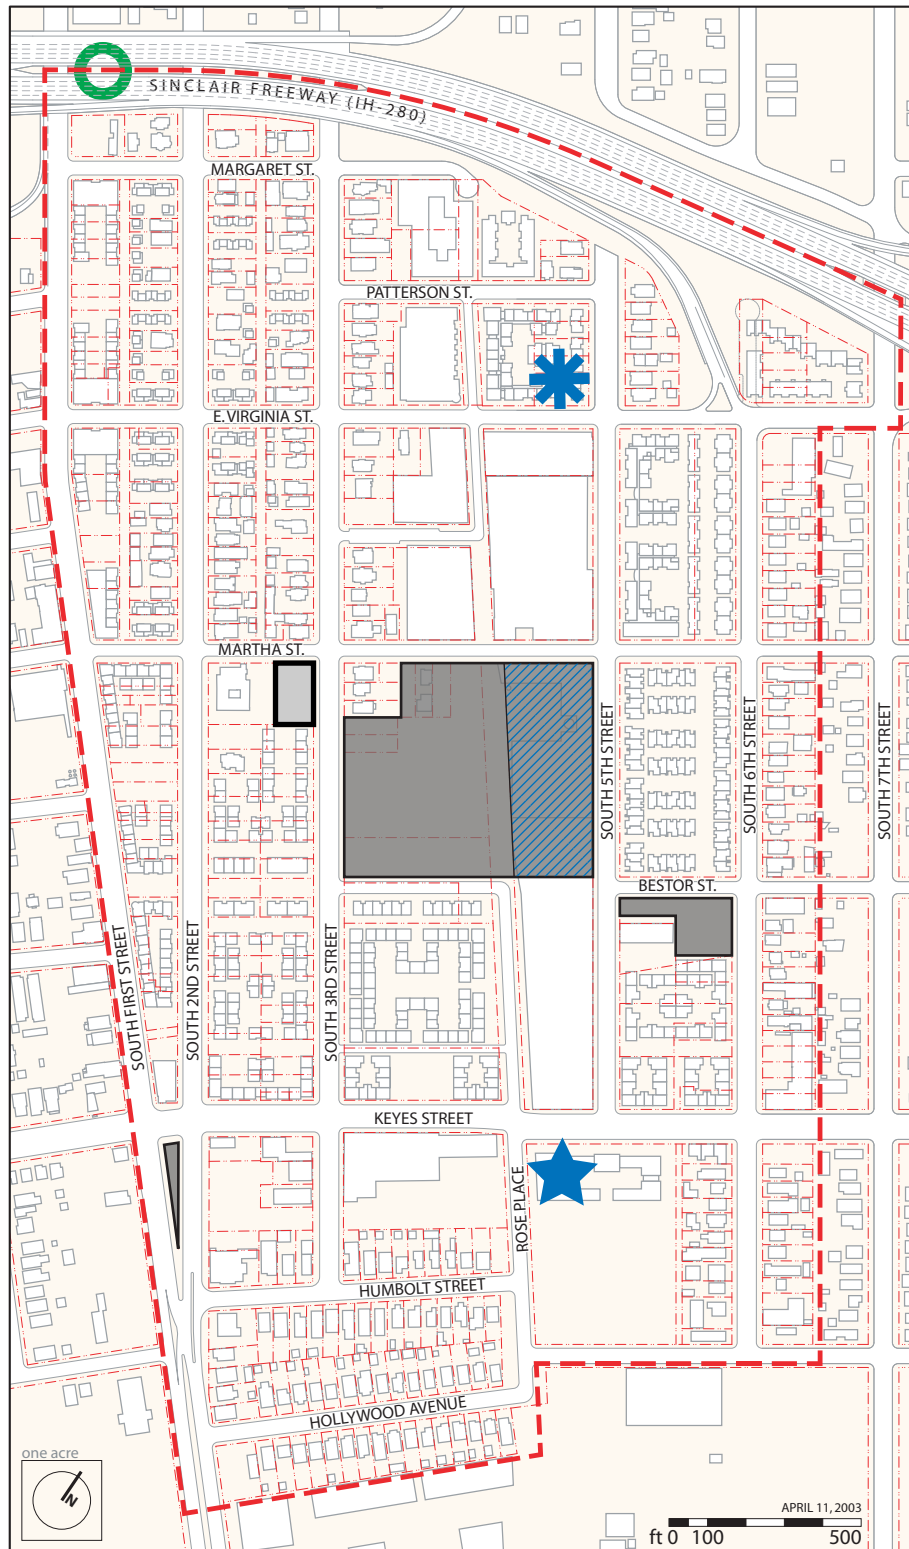 SINCLAIR FREEWAY (IH-280)
MARGARET ST.
PATTERSON ST.
E.VIRGINIA ST.
MARTHA ST.
SOUTH 5TH STREET
SOUTH 6TH STREET
SOUTH 7TH STREET
BESTOR ST.
SOUTH FIRST STREET
SOUTH 2ND STREET
SOUTH 3RD STREET
KEYES STREET
ROSE PLACE
HUMBOLT STREET
HOLLYWOOD AVENUE
one acre
N
APRIL 11, 2003
ft 0 100 500